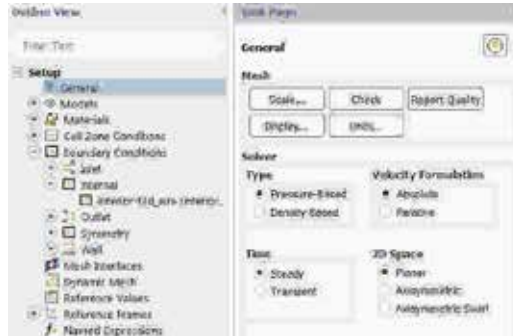 Outline View
Filter Text
Setup
General
Models
Materials
Cell Zone Conditions
Boundary Conditions
Inlet
Internal
Outlet
Symmetry
Wall
Mesh Interfaces
Dynamic Mesh
Reference Values
Reference Frames
Named Expressions
Task Page
General
Mesh
Scale... Check Report Quality
Display... Units...
Solver
Type
Pressure-Based
Density-Based
Velocity Formulation
Absolute
Relative
Time
Steady
Transient
2D Space
Planar
Axisymmetric
Axisymmetric Swirl